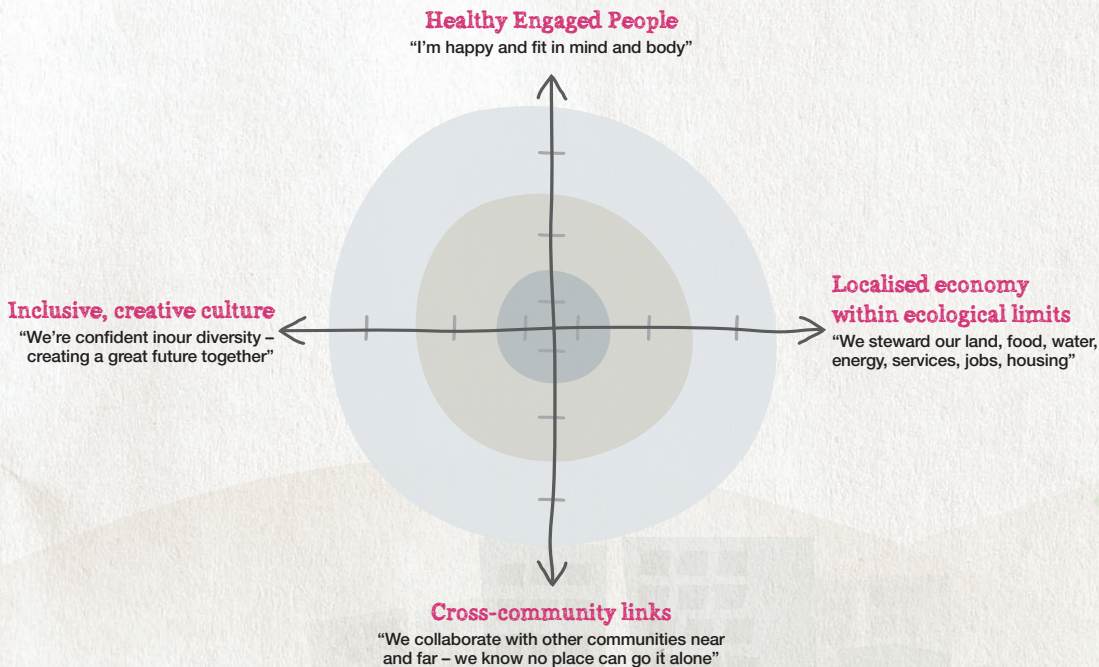 Healthy Engaged People
“I’m happy and fit in mind and body”
Inclusive, creative culture
“We’re confident inour diversity –
creating a great future together”
Localised economy
within ecological limits
“We steward our land, food, water,
energy, services, jobs, housing”
Cross-community links
“We collaborate with other communities near
and far – we know no place can go it alone”